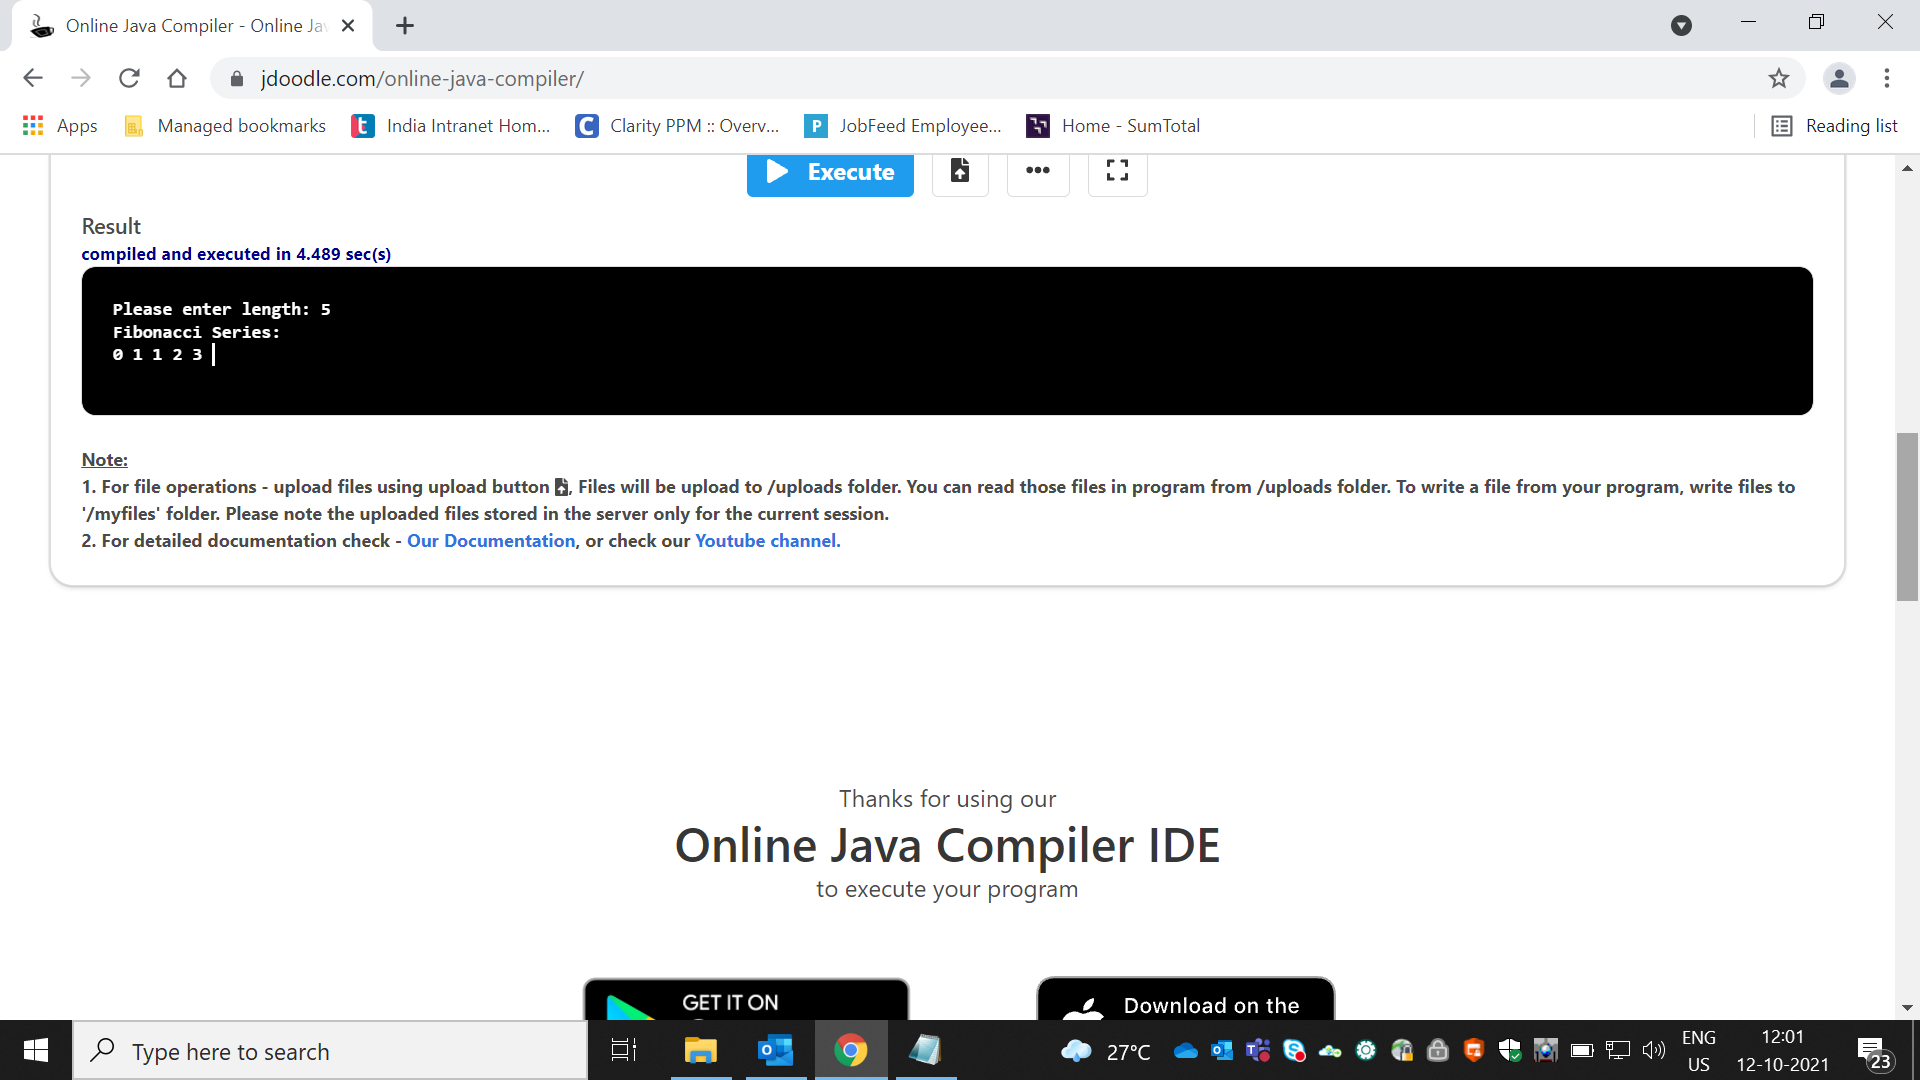 Online Java Compiler - Online Ja
jdoodle.com/online-java-compiler/
Apps
Managed bookmarks
India Intranet Hom...
Clarity PPM :: Overv...
JobFeed Employee...
Home - SumTotal
Reading list
Execute
Result
compiled and executed in 4.489 sec(s)
Please enter length: 5
Fibonacci Series:
0 1 1 2 3
Note:
1. For file operations - upload files using upload button , Files will be upload to /uploads folder. You can read those files in program from /uploads folder. To write a file from your program, write files to
'/myfiles' folder. Please note the uploaded files stored in the server only for the current session.
2. For detailed documentation check - Our Documentation, or check our Youtube channel.
Thanks for using our
Online Java Compiler IDE
to execute your program
GET IT ON
Download on the
Type here to search
27°C
ENG
US
12:01
12-10-2021
23